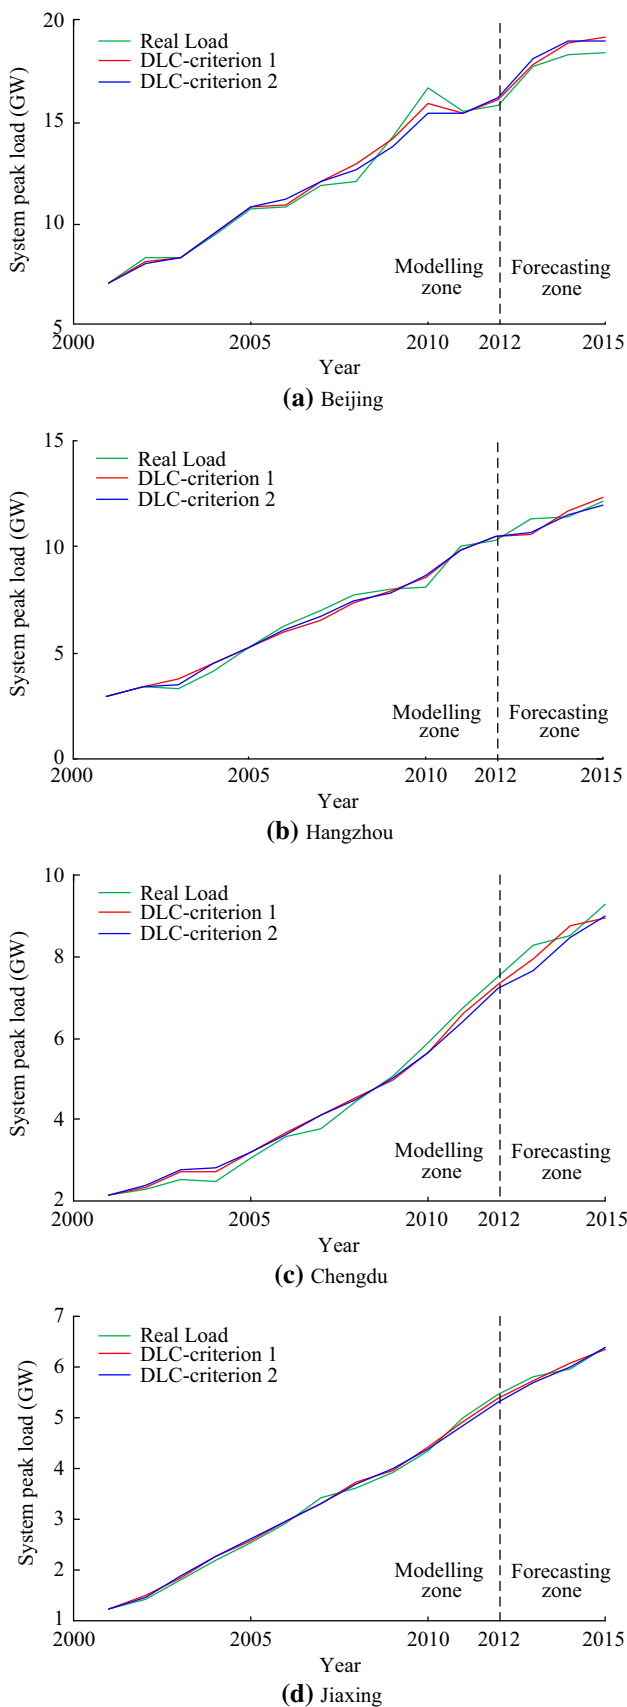 20
Real Load
DLC-criterion 1
DLC-criterion 2
15
System peak load (GW)
10
Modelling zone
Forecasting zone
5
2000 2005 2010 2012 2015
Year
(a) Beijing
15
Real Load
DLC-criterion 1
DLC-criterion 2
10
System peak load (GW)
5
Modelling zone
Forecasting zone
0
2000 2005 2010 2012 2015
Year
(b) Hangzhou
10
Real Load
DLC-criterion 1
DLC-criterion 2
8
System peak load (GW)
6
4
Modelling zone
Forecasting zone
2
2000 2005 2010 2012 2015
Year
(c) Chengdu
7
Real Load
DLC-criterion 1
DLC-criterion 2
6
5
System peak load (GW)
4
3
2
Modelling zone
Forecasting zone
1
2000 2005 2010 2012 2015
Year
(d) Jiaxing